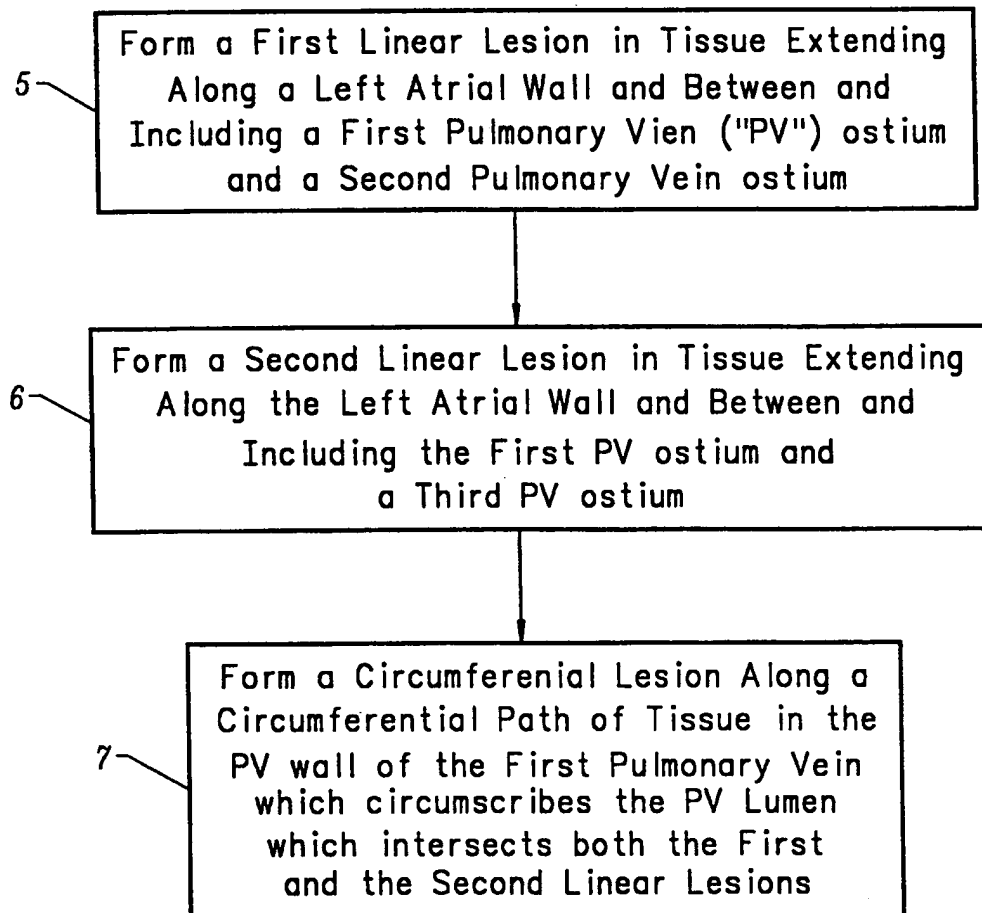 Form a First Linear Lesion in Tissue Extending
5
Along a Left Atrial Wall and Between and
Including a First Pulmonary Vien ("PV") ostium
and a Second Pulmonary Vein ostium
Form a Second Linear Lesion in Tissue Extending
6
Along the Left Atrial Wall and Between and
Including the First PV ostium and
a Third PV ostium
Form a Circumferenial Lesion Along a
Circumferential Path of Tissue in the
7
PV wall of the First Pulmonary Vein
which circumscribes the PV Lumen
which intersects both the First
and the Second Linear Lesions